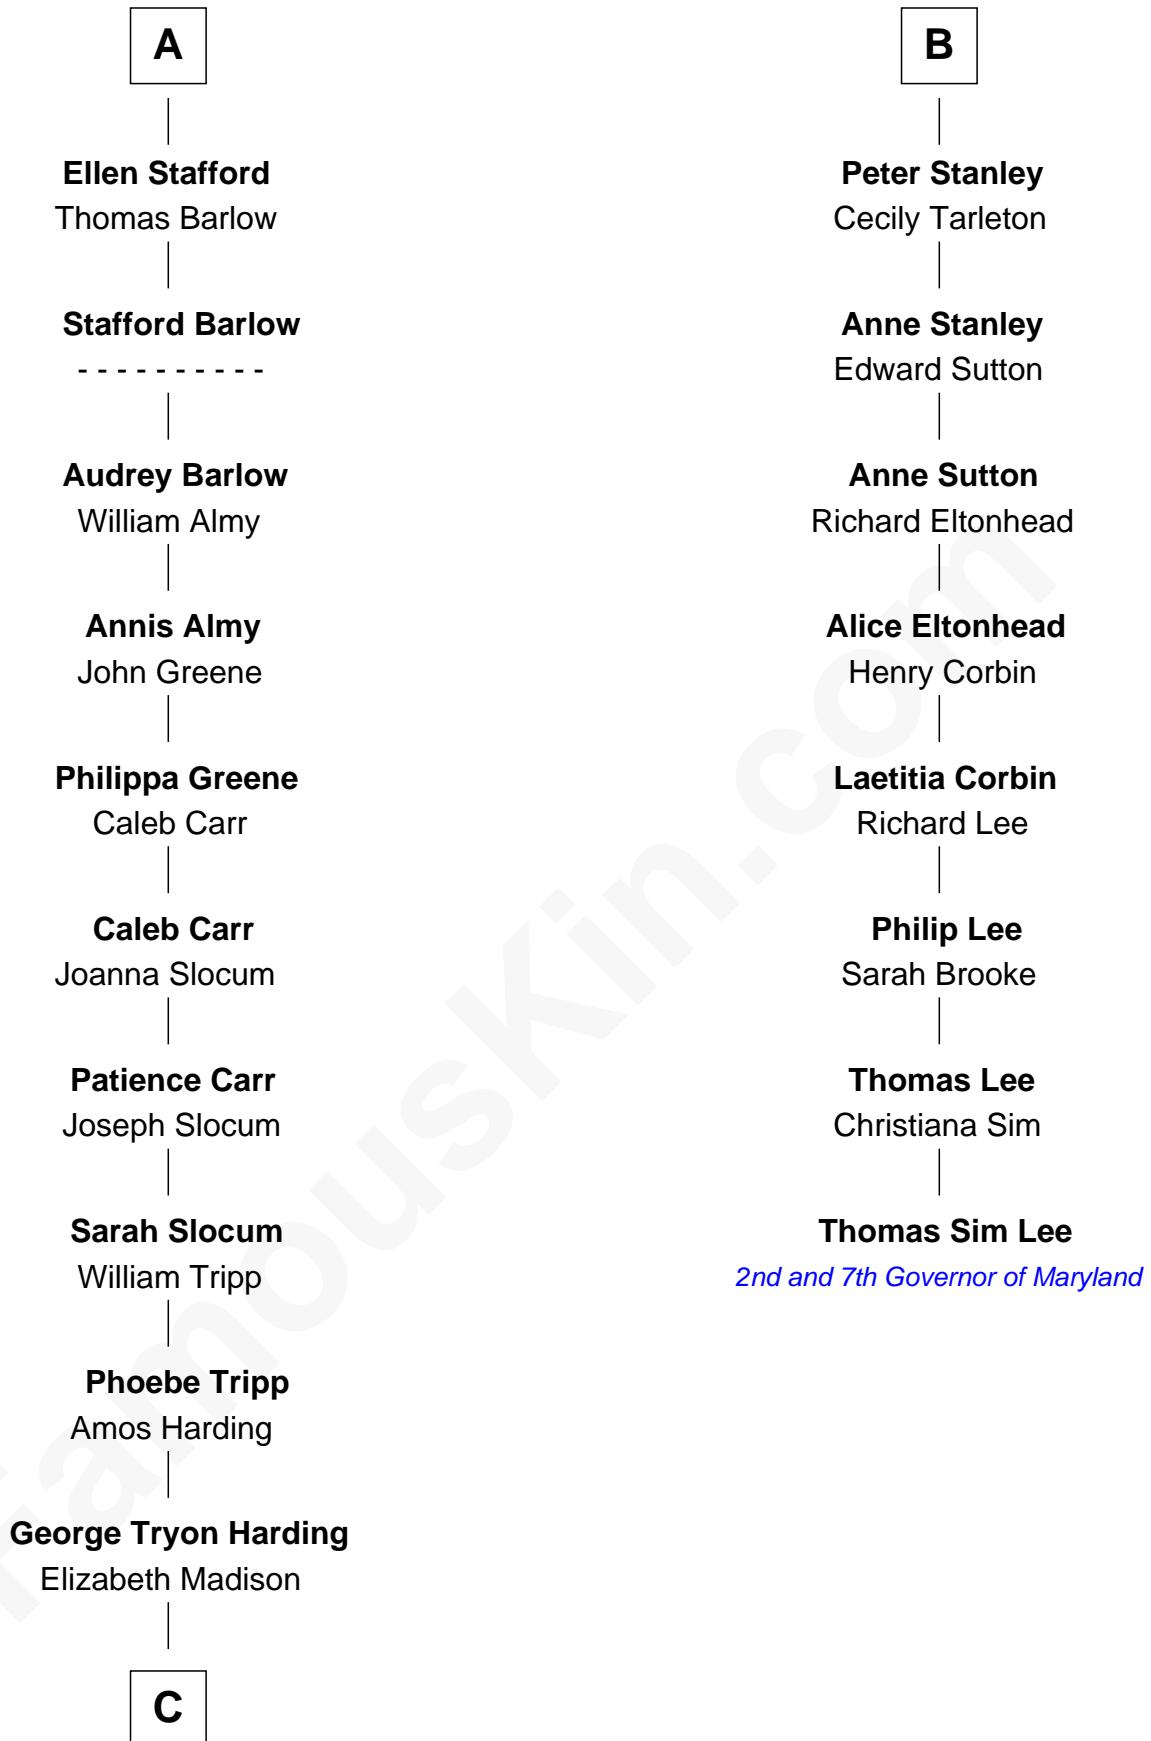 A
Ellen Stafford
Thomas Barlow
Stafford Barlow
- - - - - - - - - -
Audrey Barlow
William Almy
Annis Almy
John Greene
Philippa Greene
Caleb Carr
Caleb Carr
Joanna Slocum
Patience Carr
Joseph Slocum
Sarah Slocum
William Tripp
Phoebe Tripp
Amos Harding
George Tryon Harding
Elizabeth Madison
C
B
Peter Stanley
Cecily Tarleton
Anne Stanley
Edward Sutton
Anne Sutton
Richard Eltonhead
Alice Eltonhead
Henry Corbin
Laetitia Corbin
Richard Lee
Philip Lee
Sarah Brooke
Thomas Lee
Christiana Sim
Thomas Sim Lee
2nd and 7th Governor of Maryland
FamousKin.com